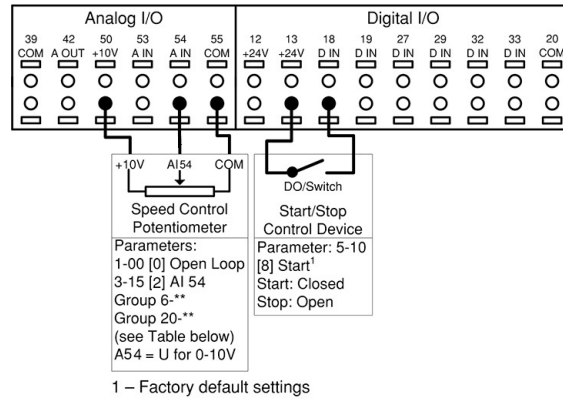 Analog I/O
Digital I/O
39 42 50 53 54 55 12 13 18 19 27 29 32 33 20
COM A OUT +10V A IN A IN COM +24V +24V D IN D IN D IN D IN D IN D IN COM
+10V AI54 COM
DO/Switch
Speed Control
Potentiometer
Parameters:
1-00 [0] Open Loop
3-15 [2] AI 54
Group 6-**
Group 20-**
(see Table below)
A54 = U for 0-10V
Start/Stop
Control Device
Parameter: 5-10
[8] Start¹
Start: Closed
Stop: Open
1 – Factory default settings